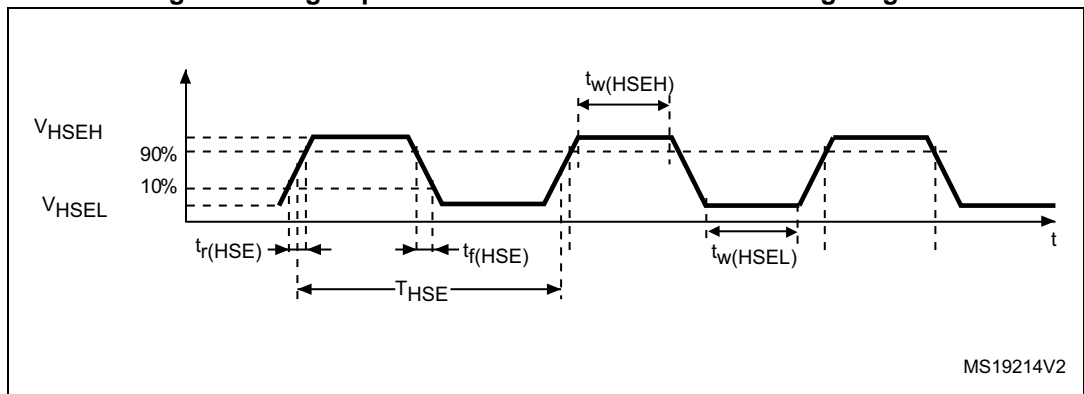 tw(HSEH)
VHSEH
90%
10%
VHSEL
tr(HSE)
tf(HSE)
tw(HSEL)
t
THSE
MS19214V2